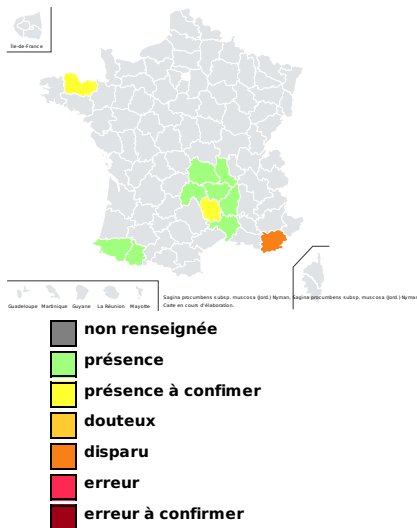 Île-de-France
Guadeloupe Martinique Guyane La Réunion Mayotte
Sagina procumbens subsp. muscosa (Jord.) Nyman, Sagina procumbens subsp. muscosa (Jord.) Nyman
Carte en cours d'élaboration.
non renseignée
présence
présence à confimer
douteux
disparu
erreur
erreur à confirmer